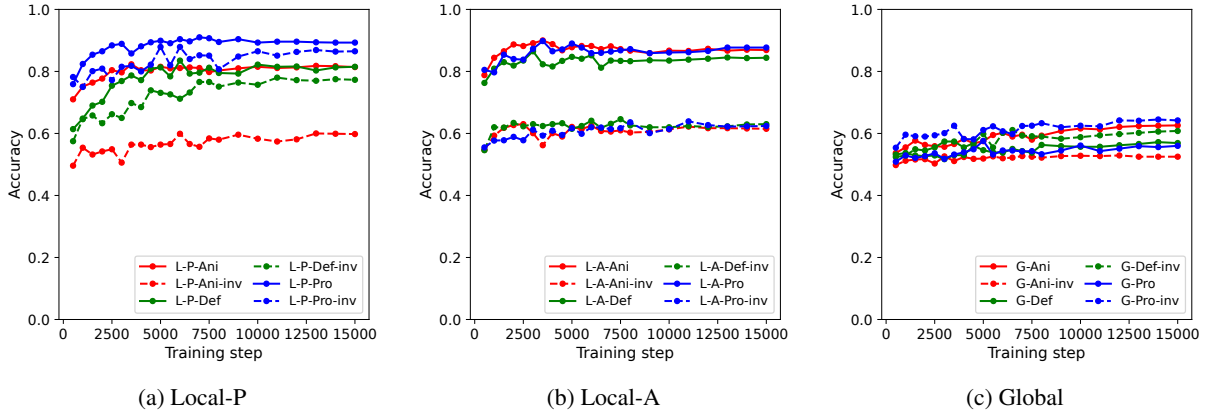 1.0
0.8
0.6
0.4
0.2
0.0
Accuracy
0 2500 5000 7500 10000 12500 15000
Training step
L-P-Ani
L-P-Ani-inv
L-P-Def
L-P-Def-inv
L-P-Pro
L-P-Pro-inv
(a) Local-P
1.0
0.8
0.6
0.4
0.2
0.0
Accuracy
0 2500 5000 7500 10000 12500 15000
Training step
L-A-Ani
L-A-Ani-inv
L-A-Def
L-A-Def-inv
L-A-Pro
L-A-Pro-inv
(b) Local-A
1.0
0.8
0.6
0.4
0.2
0.0
Accuracy
0 2500 5000 7500 10000 12500 15000
Training step
G-Ani
G-Ani-inv
G-Def
G-Def-inv
G-Pro
G-Pro-inv
(c) Global